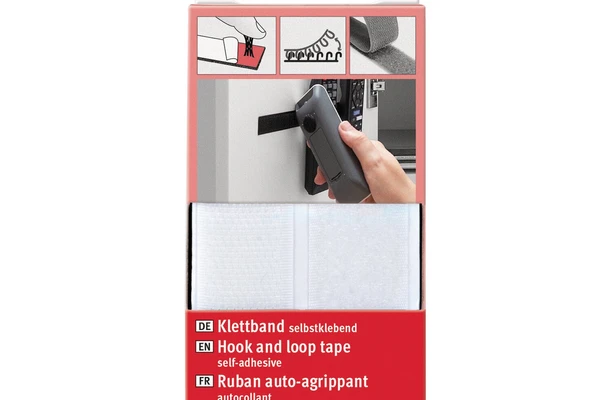 DE Klettband selbstklebend
EN Hook and loop tape
self-adhesive
FR Ruban auto-agrippant
autocollant